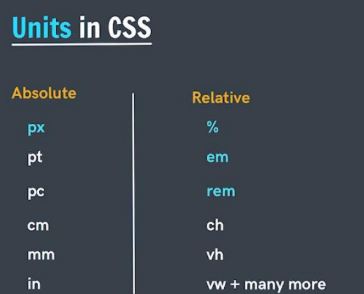 Units in CSS
Absolute
px
pt
pc
cm
mm
in
Relative
%
em
rem
ch
vh
vw + many more